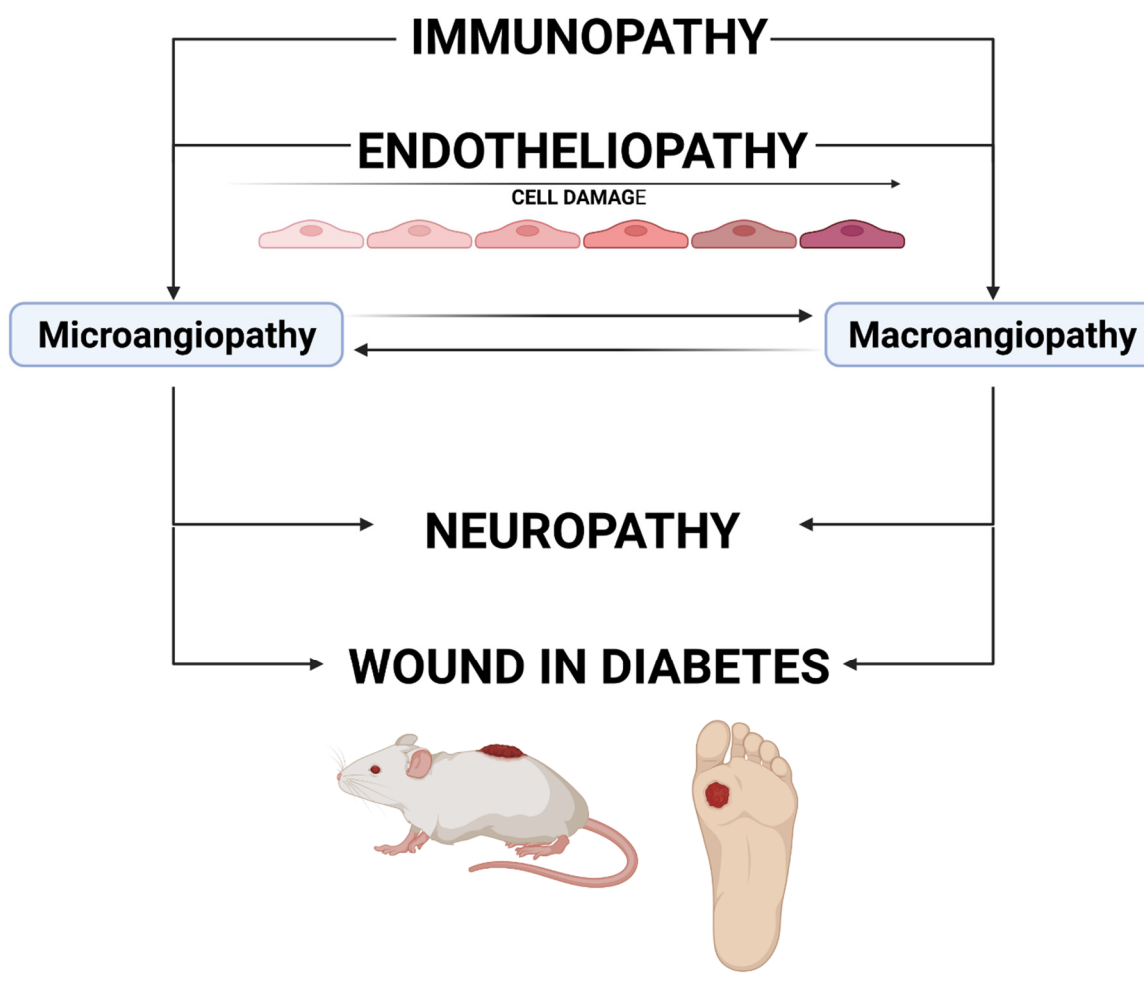 IMMUNOPATHY
ENDOTHELIOPATHY
CELL DAMAGE
Microangiopathy
Macroangiopathy
NEUROPATHY
WOUND IN DIABETES